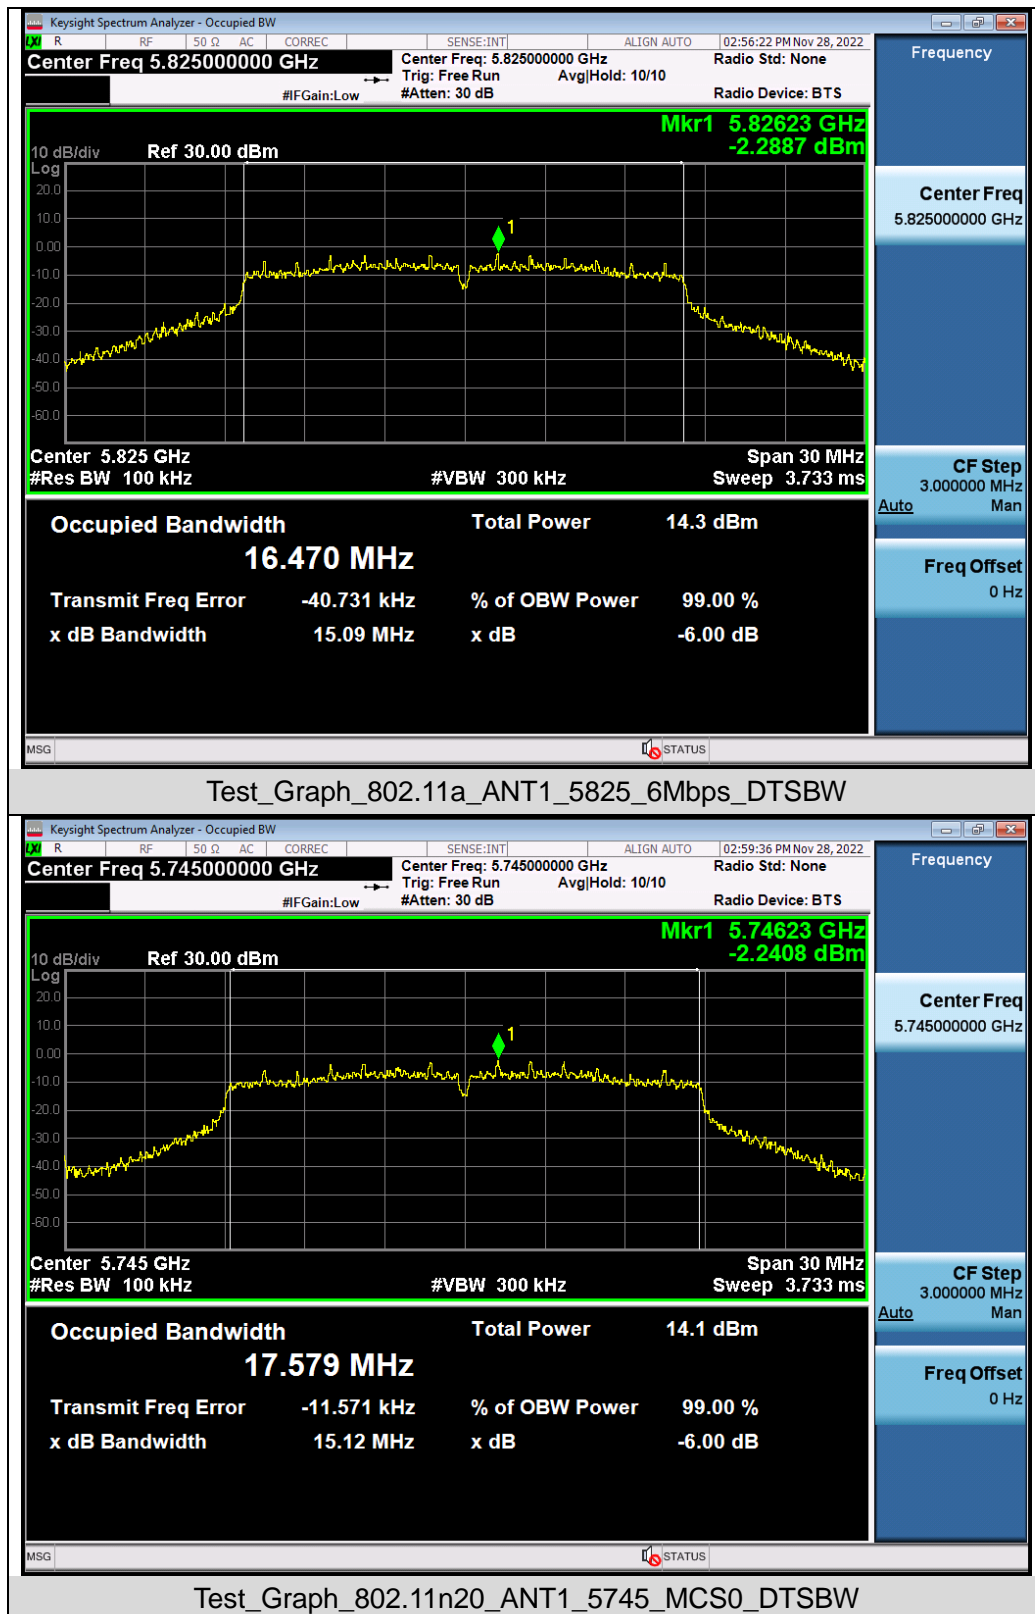 Keysight Spectrum Analyzer - Occupied BW
LXI R RF 50 Ω AC CORREC SENSE:INT ALIGN AUTO 02:56:22 PM Nov 28, 2022
Center Freq 5.825000000 GHz
Center Freq: 5.825000000 GHz
Radio Std: None
Trig: Free Run Avg|Hold: 10/10
#IFGain:Low
#Atten: 30 dB
Radio Device: BTS
Frequency
Mkr1 5.82623 GHz
-2.2887 dBm
10 dB/div Ref 30.00 dBm
Log
20.0
10.0
0.00
-10.0
-20.0
-30.0
-40.0
-50.0
-60.0
1
Center 5.825 GHz
Span 30 MHz
#Res BW 100 kHz
#VBW 300 kHz
Sweep 3.733 ms
Center Freq
5.825000000 GHz
CF Step
3.000000 MHz
Auto Man
Freq Offset
0 Hz
Occupied Bandwidth
Total Power 14.3 dBm
16.470 MHz
Transmit Freq Error -40.731 kHz
% of OBW Power 99.00 %
x dB Bandwidth 15.09 MHz
x dB -6.00 dB
MSG
STATUS
Test_Graph_802.11a_ANT1_5825_6Mbps_DTSBW
Keysight Spectrum Analyzer - Occupied BW
LXI R RF 50 Ω AC CORREC SENSE:INT ALIGN AUTO 02:59:36 PM Nov 28, 2022
Center Freq 5.745000000 GHz
Center Freq: 5.745000000 GHz
Radio Std: None
Trig: Free Run Avg|Hold: 10/10
#IFGain:Low
#Atten: 30 dB
Radio Device: BTS
Frequency
Mkr1 5.74623 GHz
-2.2408 dBm
10 dB/div Ref 30.00 dBm
Log
20.0
10.0
0.00
-10.0
-20.0
-30.0
-40.0
-50.0
-60.0
1
Center 5.745 GHz
Span 30 MHz
#Res BW 100 kHz
#VBW 300 kHz
Sweep 3.733 ms
Center Freq
5.745000000 GHz
CF Step
3.000000 MHz
Auto Man
Freq Offset
0 Hz
Occupied Bandwidth
Total Power 14.1 dBm
17.579 MHz
Transmit Freq Error -11.571 kHz
% of OBW Power 99.00 %
x dB Bandwidth 15.12 MHz
x dB -6.00 dB
MSG
STATUS
Test_Graph_802.11n20_ANT1_5745_MCS0_DTSBW